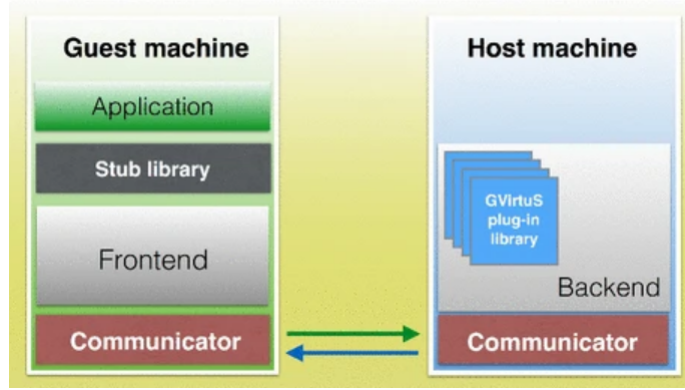 Guest machine
Application
Stub library
Frontend
Communicator
Host machine
GVirtuS
plug-in
library
Backend
Communicator